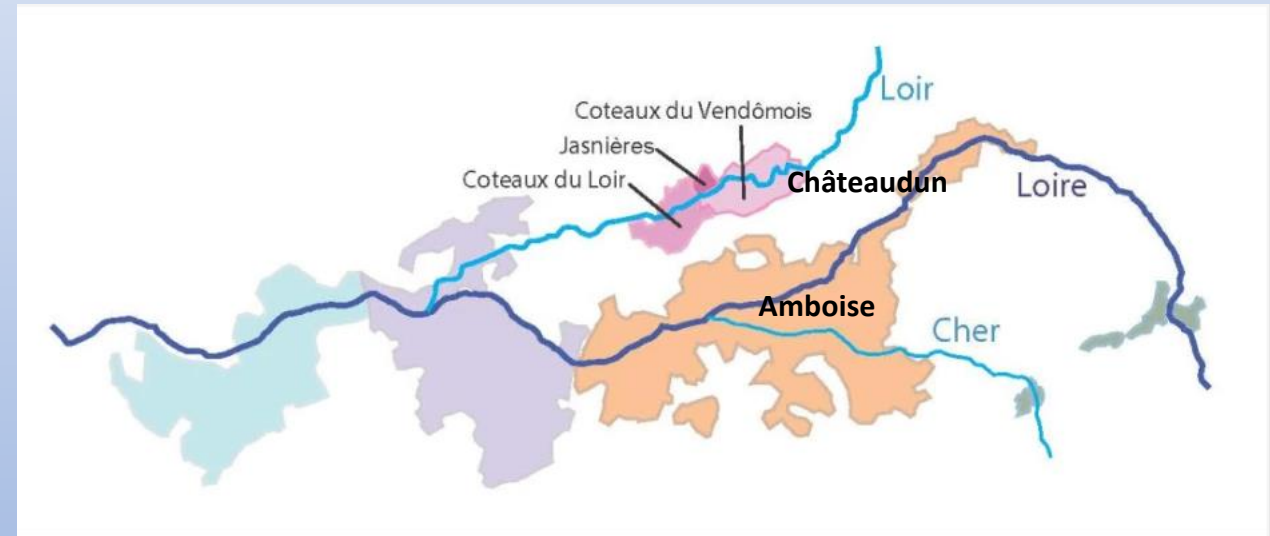 Loir
Coteaux du Vendômois
Jasnières
Coteaux du Loir
Châteaudun
Loire
Amboise
Cher